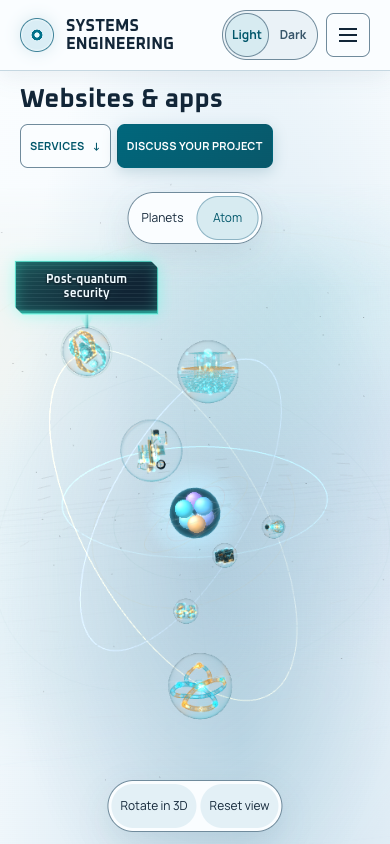 SYSTEMS
ENGINEERING
Light
Dark
Websites & apps
SERVICES ↓
DISCUSS YOUR PROJECT
Planets
Atom
Post-quantum
security
Rotate in 3D
Reset view